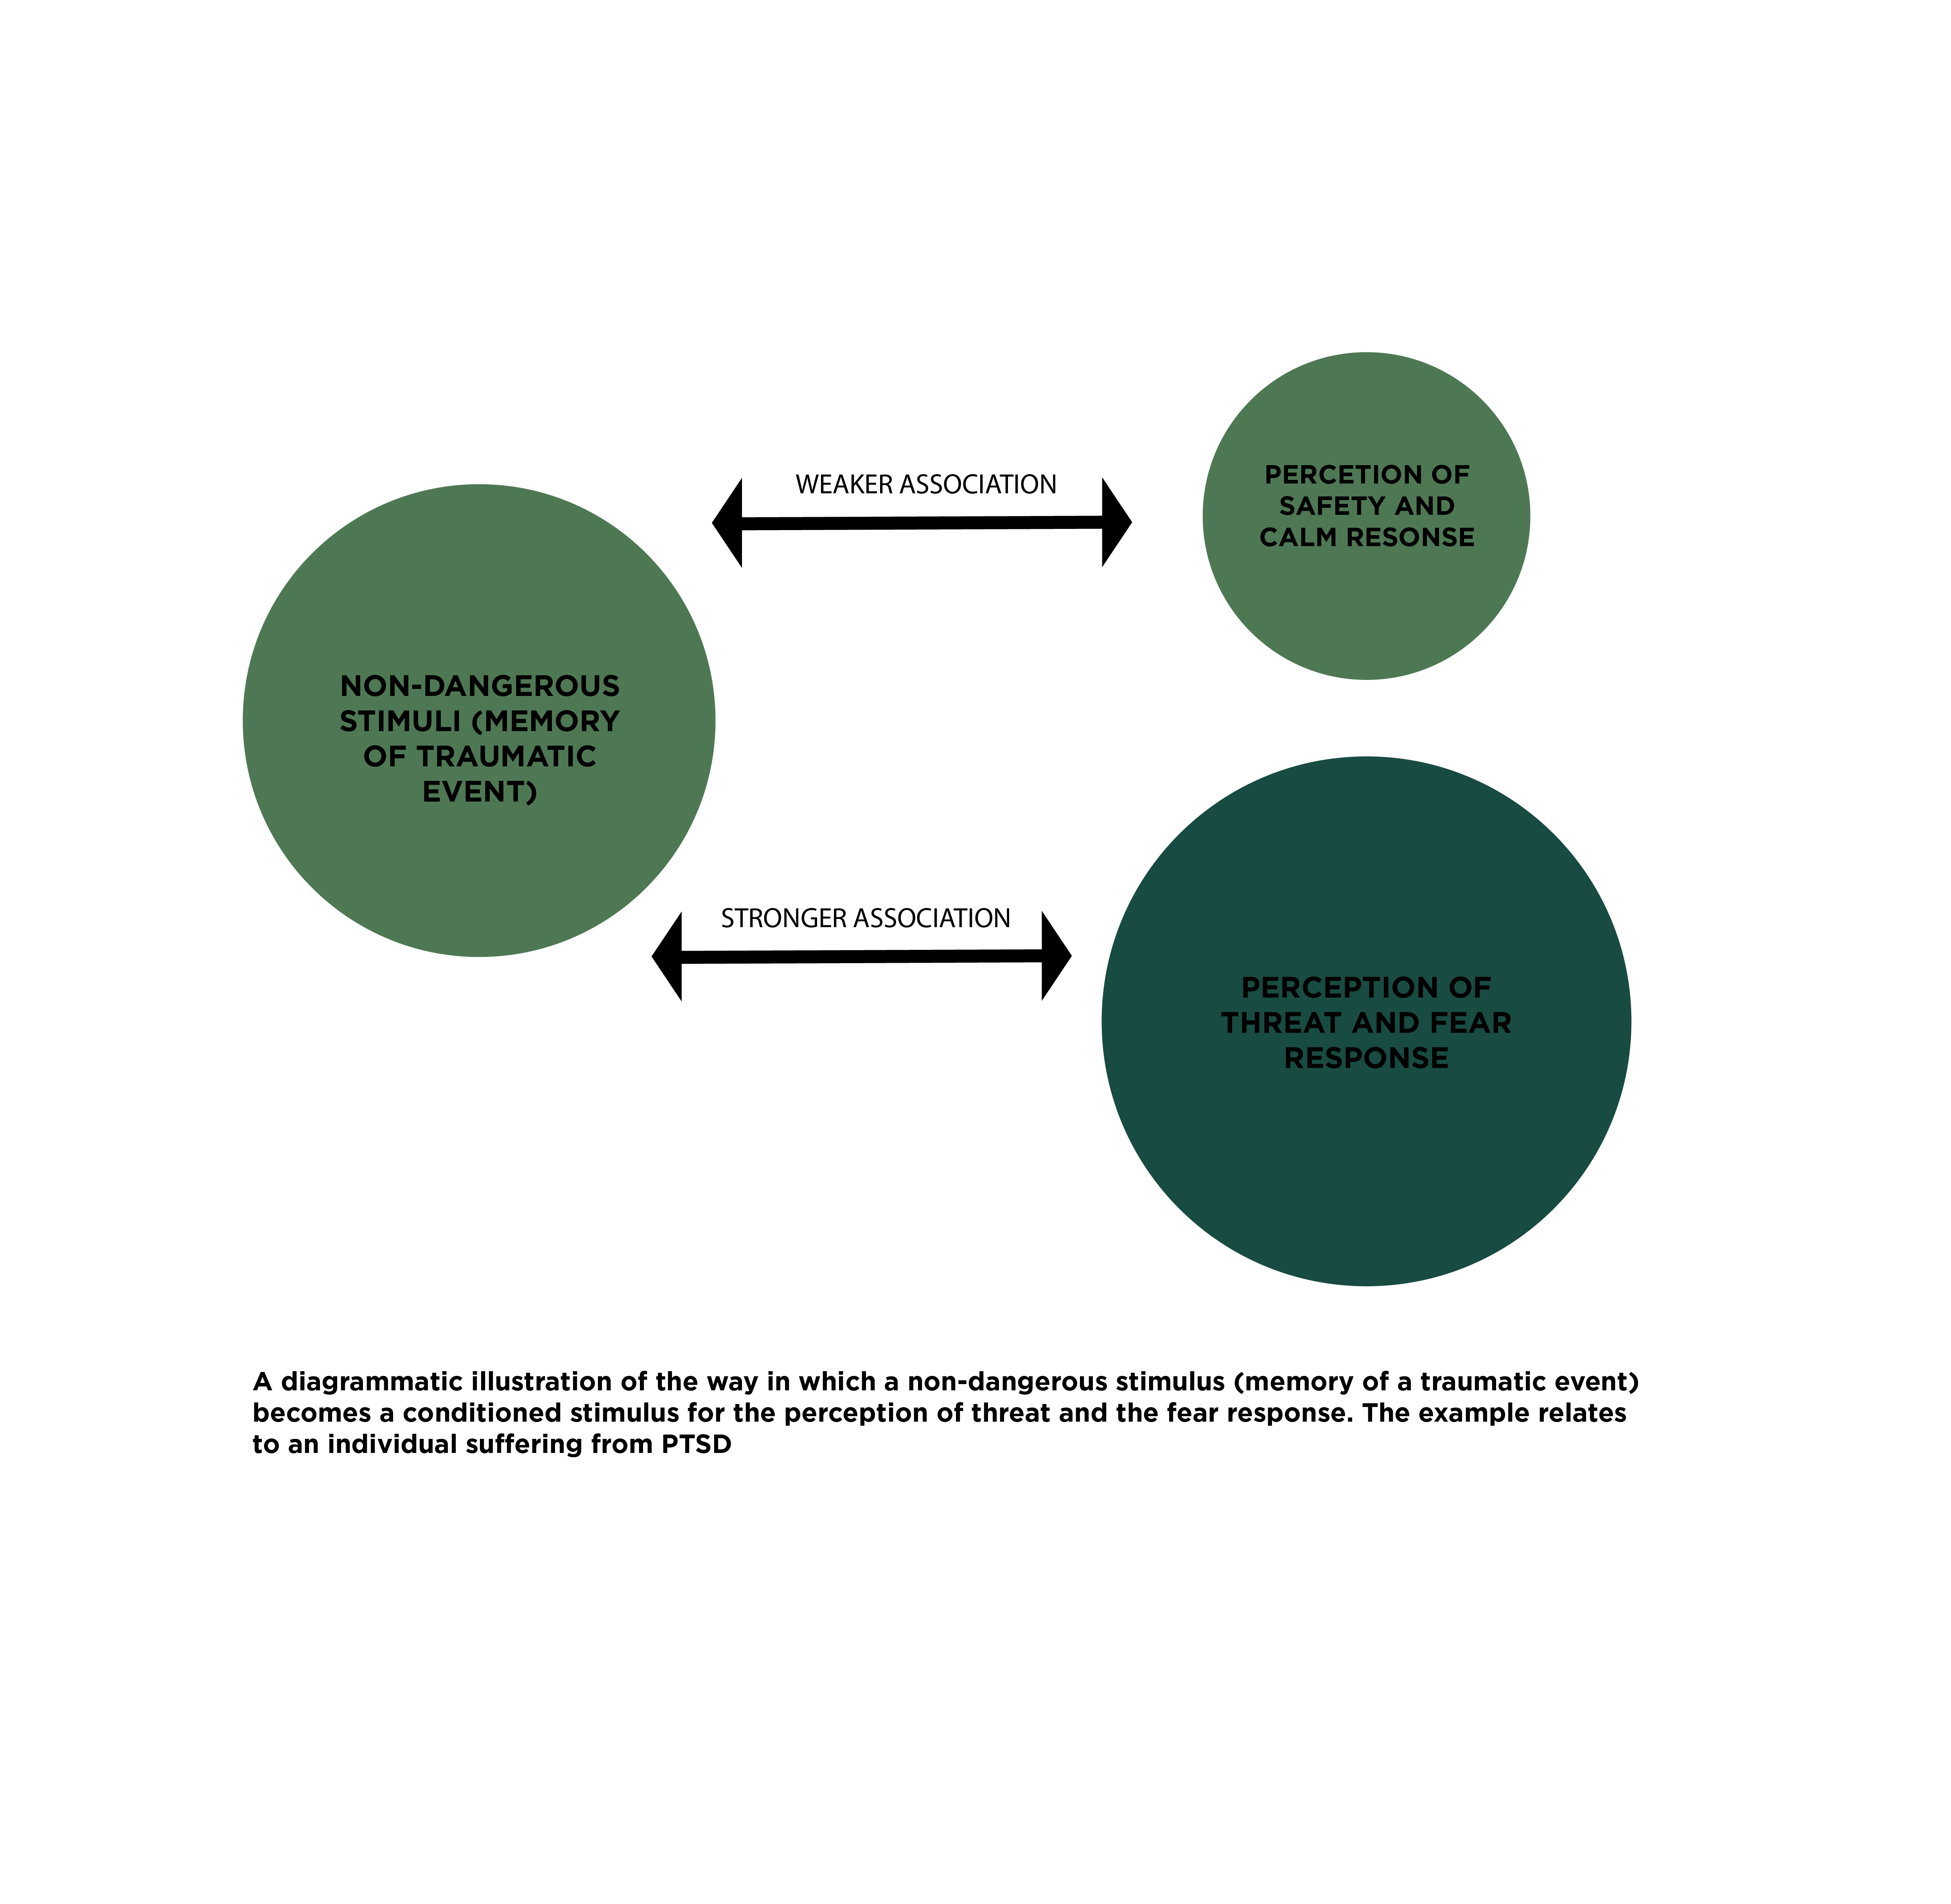 WEAKER ASSOCIATION
PERCETION OF
SAFETY AND
CALM RESONSE
NON-DANGEROUS
STIMULI (MEMORY
OF TRAUMATIC
EVENT)
STRONGER ASSOCIATION
PERCEPTION OF
THREAT AND FEAR
RESPONSE
A diagrammatic illustration of the way in which a non-dangerous stimulus (memory of a traumatic event)
becomes a conditioned stimulus for the perception of threat and the fear response. The example relates
to an individual suffering from PTSD